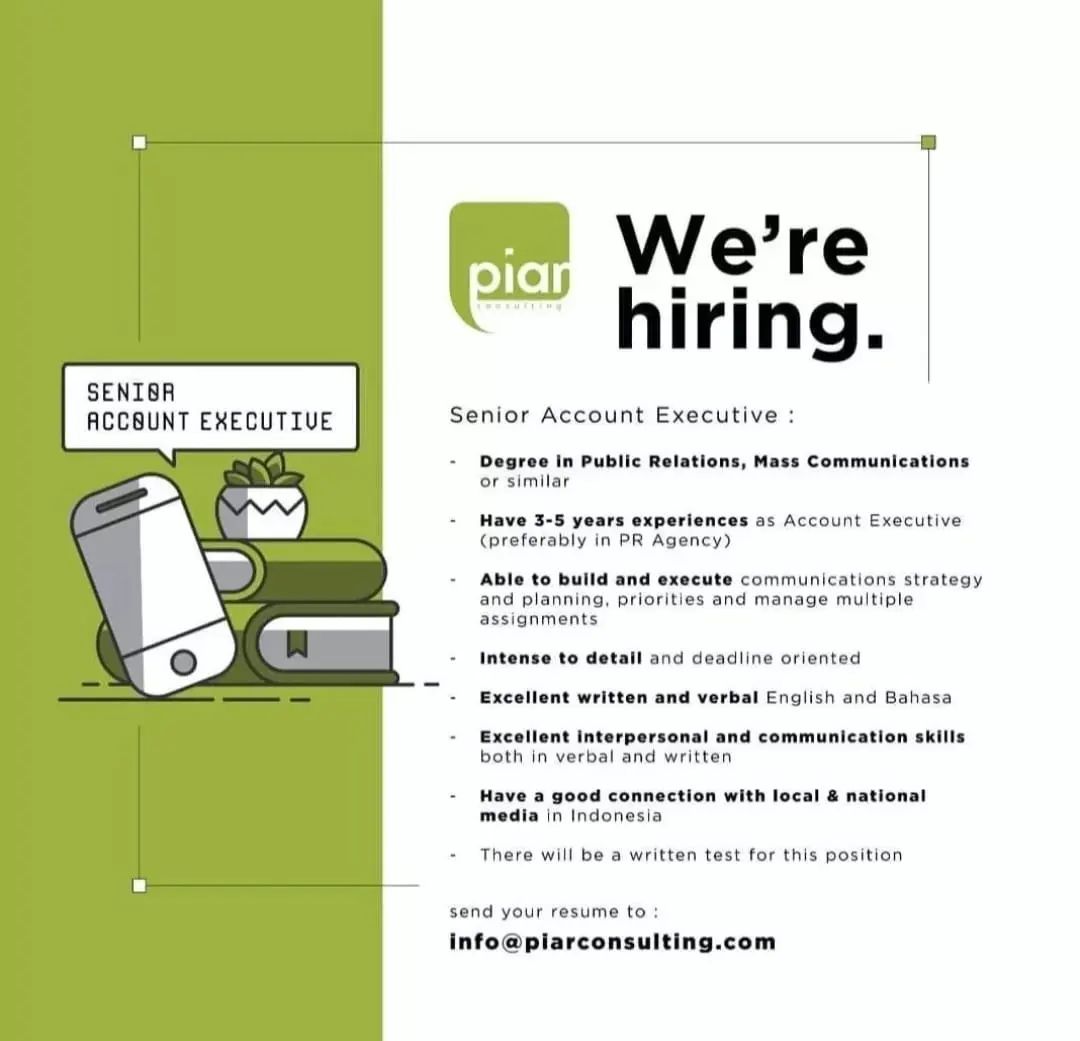 piar
consulting
We're
hiring.
SENIOR
ACCOUNT EXECUTIVE
Senior Account Executive :
- Degree in Public Relations, Mass Communications
or similar
- Have 3-5 years experiences as Account Executive
(preferably in PR Agency)
- Able to build and execute communications strategy
and planning, priorities and manage multiple
assignments
- Intense to detail and deadline oriented
- Excellent written and verbal English and Bahasa
- Excellent interpersonal and communication skills
both in verbal and written
- Have a good connection with local & national
media in Indonesia
- There will be a written test for this position
send your resume to :
info@piarconsulting.com